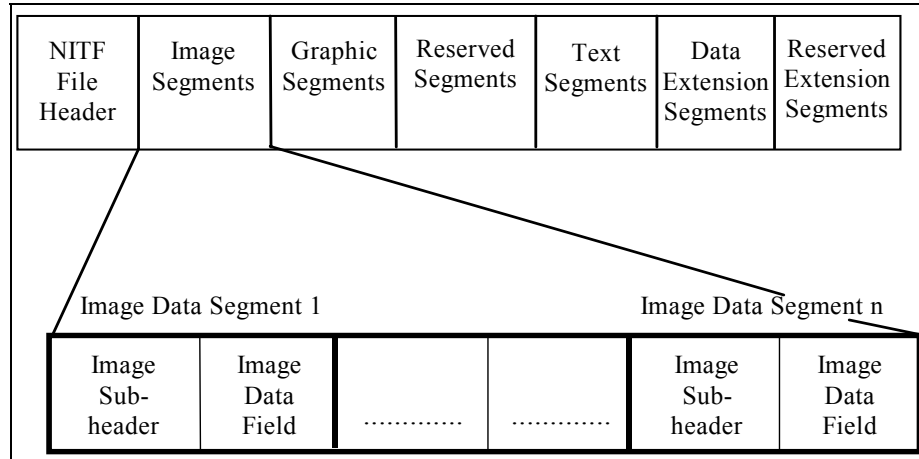 NITF File Header
Image Segments
Graphic Segments
Reserved Segments
Text Segments
Data Extension Segments
Reserved Extension Segments
Image Data Segment 1
Image Data Segment n
Image Sub-header
Image Data Field
.............
.............
Image Sub-header
Image Data Field